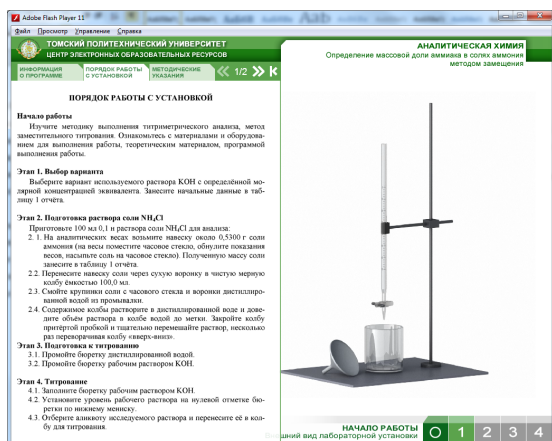 Adobe Flash Player 11
Файл Просмотр Управление Справка
ТОМСКИЙ ПОЛИТЕХНИЧЕСКИЙ УНИВЕРСИТЕТ
ЦЕНТР ЭЛЕКТРОННЫХ ОБРАЗОВАТЕЛЬНЫХ РЕСУРСОВ
АНАЛИТИЧЕСКАЯ ХИМИЯ
Определение массовой доли аммиака в солях аммония
методом замещения
ИНФОРМАЦИЯ
О ПРОГРАММЕ
ПОРЯДОК РАБОТЫ
С УСТАНОВКОЙ
МЕТОДИЧЕСКИЕ
УКАЗАНИЯ
1/2
ПОРЯДОК РАБОТЫ С УСТАНОВКОЙ
Начало работы
Изучите методику выполнения титриметрического анализа, метод
заместительного титрования. Ознакомьтесь с материалами и оборудова-
нием для выполнения работы, теоретическим материалом, программой
выполнения работы.
Этап 1. Выбор варианта
Выберите вариант используемого раствора KOH с определённой мо-
лярной концентрацией эквивалента. Занесите начальные данные в таб-
лицу 1 отчёта.
Этап 2. Подготовка раствора соли NH₄Cl
Приготовьте 100 мл 0,1 н раствора соли NH₄Cl для анализа:
2. 1. На аналитических весах возьмите навеску около 0,5300 г соли
аммония (на весы поместите часовое стекло, обнулите показания
весов, насыпьте соль на часовое стекло). Полученную массу соли
занесите в таблицу 1 отчёта.
2.2. Перенесите навеску соли через сухую воронку в чистую мерную
колбу ёмкостью 100,0 мл.
2.3. Смойте крупинки соли с часового стекла и воронки дистиллиро-
ванной водой из промывалки.
2.4. Содержимое колбы растворите в дистиллированной воде и дове-
дите объём раствора в колбе водой до метки. Закройте колбу
притёртой пробкой и тщательно перемешайте раствор, несколько
раз переворачивая колбу «вверх-вниз».
Этап 3. Подготовка к титрованию
3.1. Промойте бюретку дистиллированной водой.
3.2. Промойте бюретку рабочим раствором KOH.
Этап 4. Титрование
4.1. Заполните бюретку рабочим раствором KOH.
4.2. Установите уровень рабочего раствора на нулевой отметке бю-
ретки по нижнему мениску.
4.3. Отберите аликвоту исследуемого раствора и перенесите её в кол-
бу для титрования.
НАЧАЛО РАБОТЫ
шний вид лабораторной установки
О 1 2 3 4